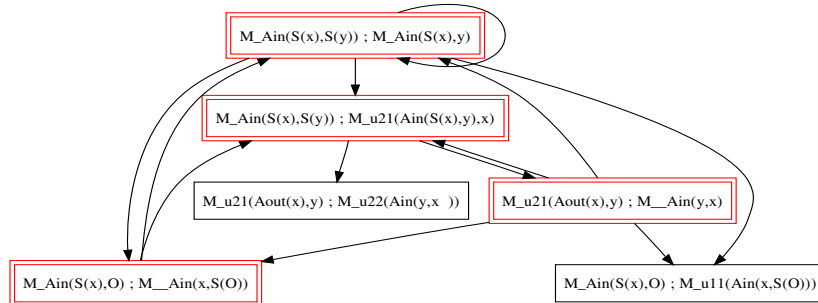 M_Ain(S(x),S(y)) ; M_Ain(S(x),y)
M_Ain(S(x),S(y)) ; M_u21(Ain(S(x),y),x)
M_u21(Aout(x),y) ; M_u22(Ain(y,x  ))
M_u21(Aout(x),y) ; M__Ain(y,x)
M_Ain(S(x),O) ; M__Ain(x,S(O))
M_Ain(S(x),O) ; M_u11(Ain(x,S(O)))